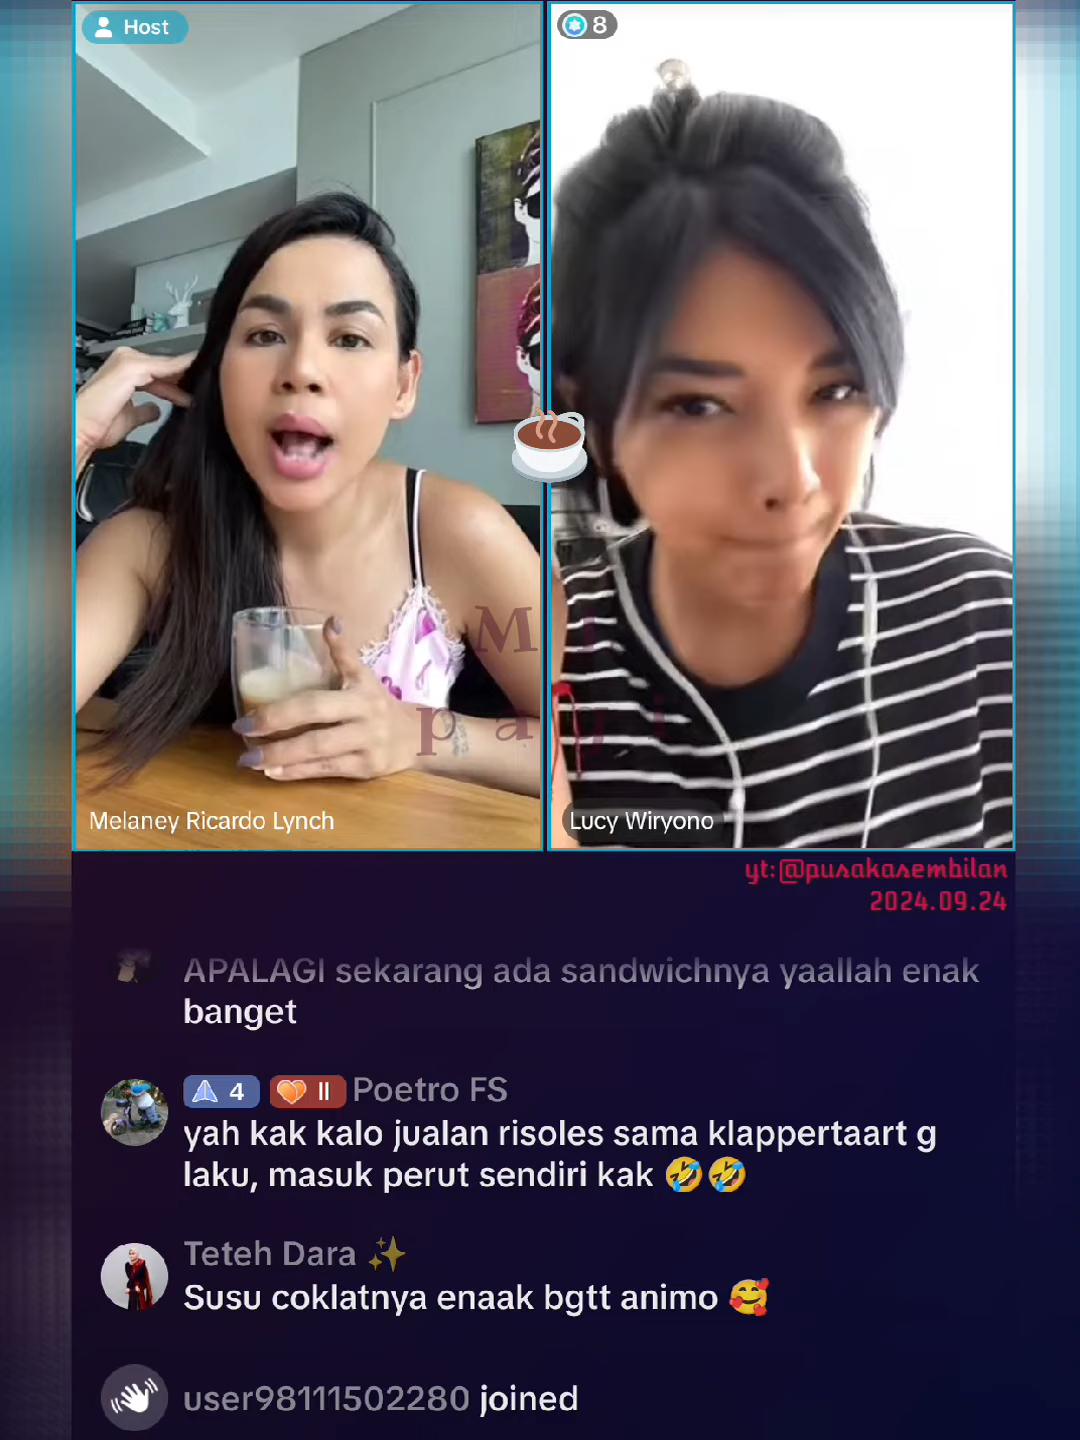 Host
8
M J
pagi
Melaney Ricardo Lynch
Lucy Wiryono
yt:@pusakasembilan
2024.09.24
APALAGI sekarang ada sandwichnya yaallah enak
banget
4 II Poetro FS
yah kak kalo jualan risoles sama klappertaart g
laku, masuk perut sendiri kak 🤣🤣
Teteh Dara ✨
Susu coklatnya enaak bgtt animo 🥰
user98111502280 joined